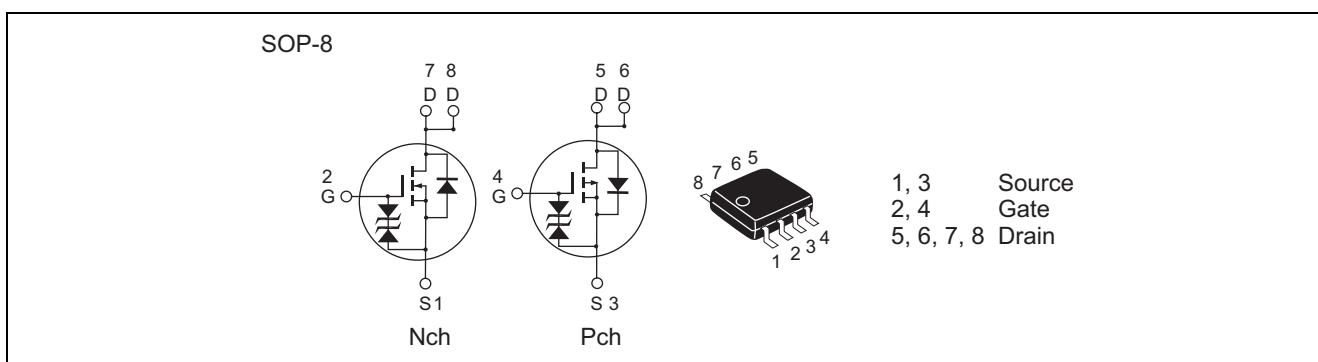 SOP-8
7 8
D D
2
G
S 1
Nch
5 6
D D
4
G
S 3
Pch
8 7 6 5
1 2 3 4
1, 3 Source
2, 4 Gate
5, 6, 7, 8 Drain